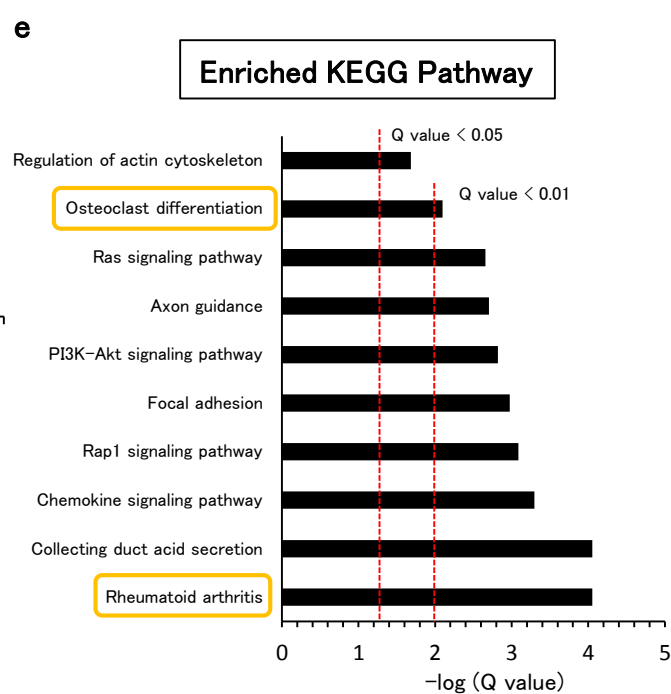 e
Enriched KEGG Pathway
Q value < 0.05
Regulation of actin cytoskeleton
Q value < 0.01
Osteoclast differentiation
Ras signaling pathway
Axon guidance
PI3K-Akt signaling pathway
Focal adhesion
Rap1 signaling pathway
Chemokine signaling pathway
Collecting duct acid secretion
Rheumatoid arthritis
0 1 2 3 4 5
-log (Q value)